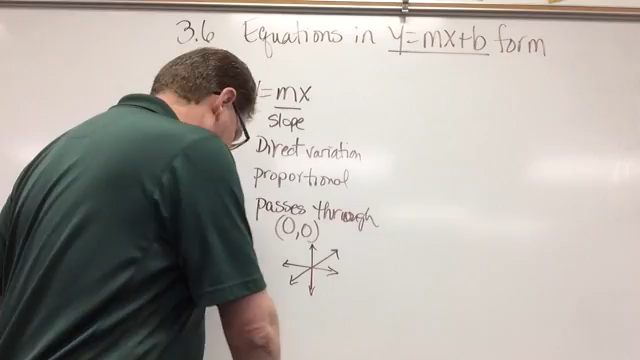 3.6 Equations in y=mx+b form
= mx
slope
Direct variation
proportional
passes through
(0,0)